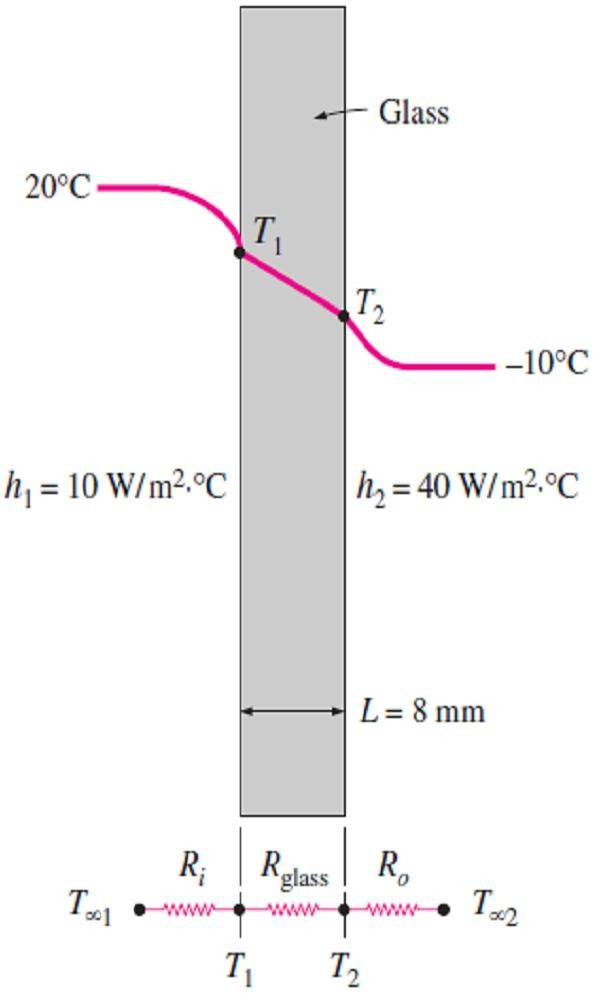 Glass
20°C
T₁
T₂
–10°C
h₁ = 10 W/m²·°C
h₂ = 40 W/m²·°C
L = 8 mm
Rᵢ R_glass Rₒ
T∞1 T∞2
T₁ T₂